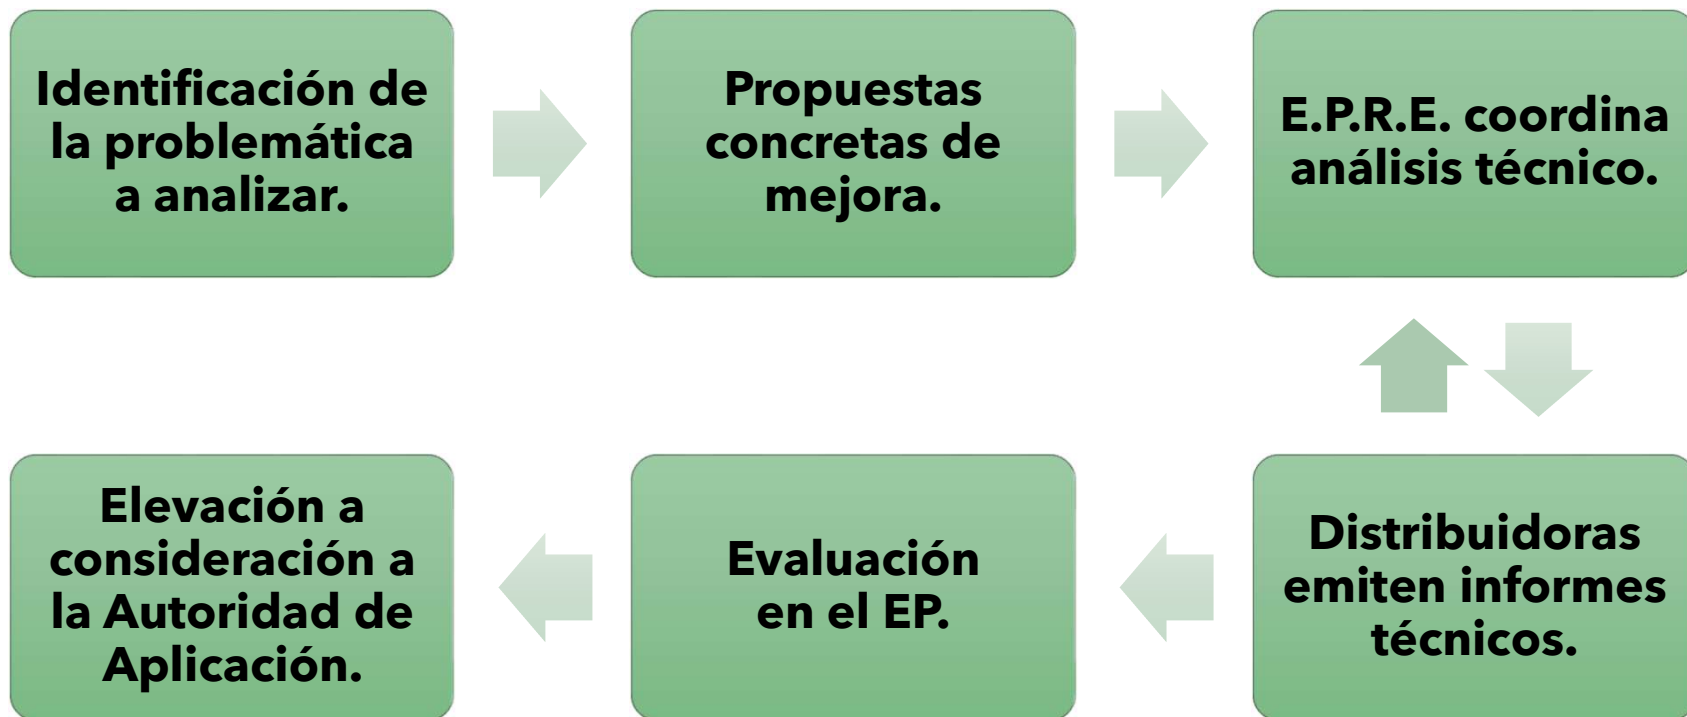 Identificación de
la problemática
a analizar.
Propuestas
concretas de
mejora.
E.P.R.E. coordina
análisis técnico.
Distribuidoras
emiten informes
técnicos.
Evaluación
en el EP.
Elevación a
consideración a
la Autoridad de
Aplicación.